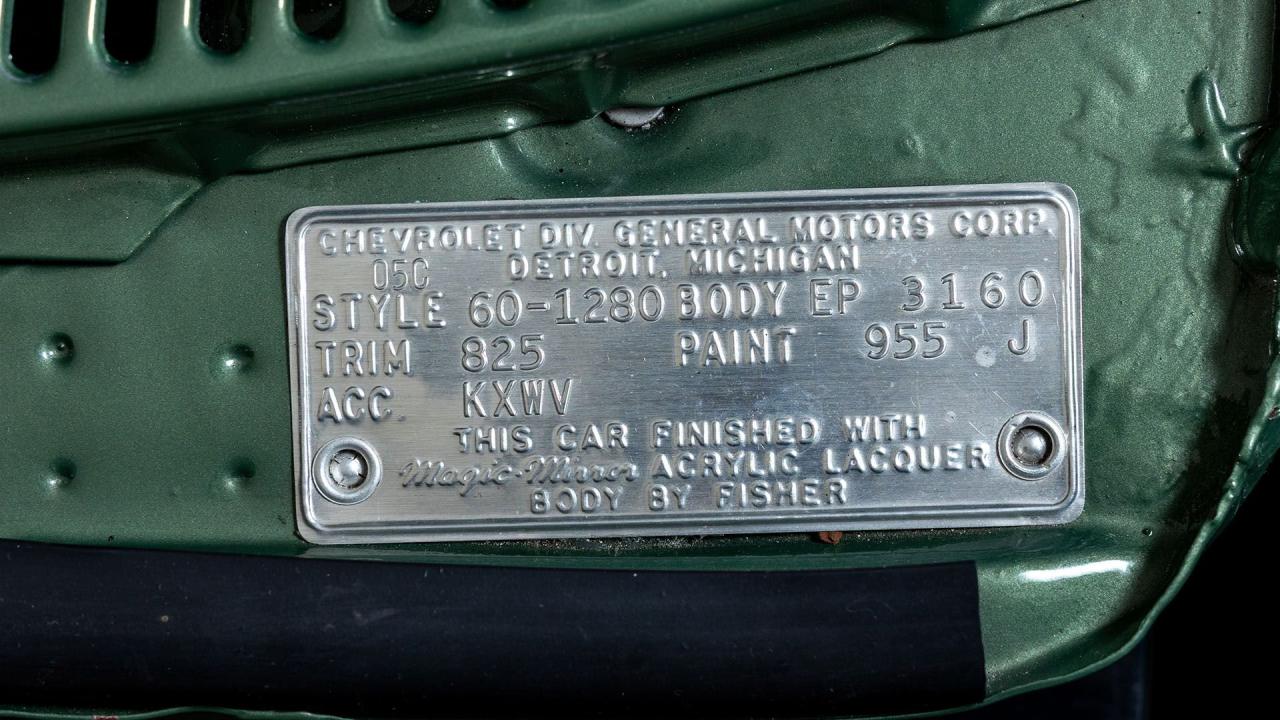 CHEVROLET DIV. GENERAL MOTORS CORP.
DETROIT, MICHIGAN
05C
STYLE 60-1280 BODY EP 3160
TRIM 825 PAINT 955 J
ACC. KXWV
THIS CAR FINISHED WITH
Magic-Mirror ACRYLIC LACQUER
BODY BY FISHER